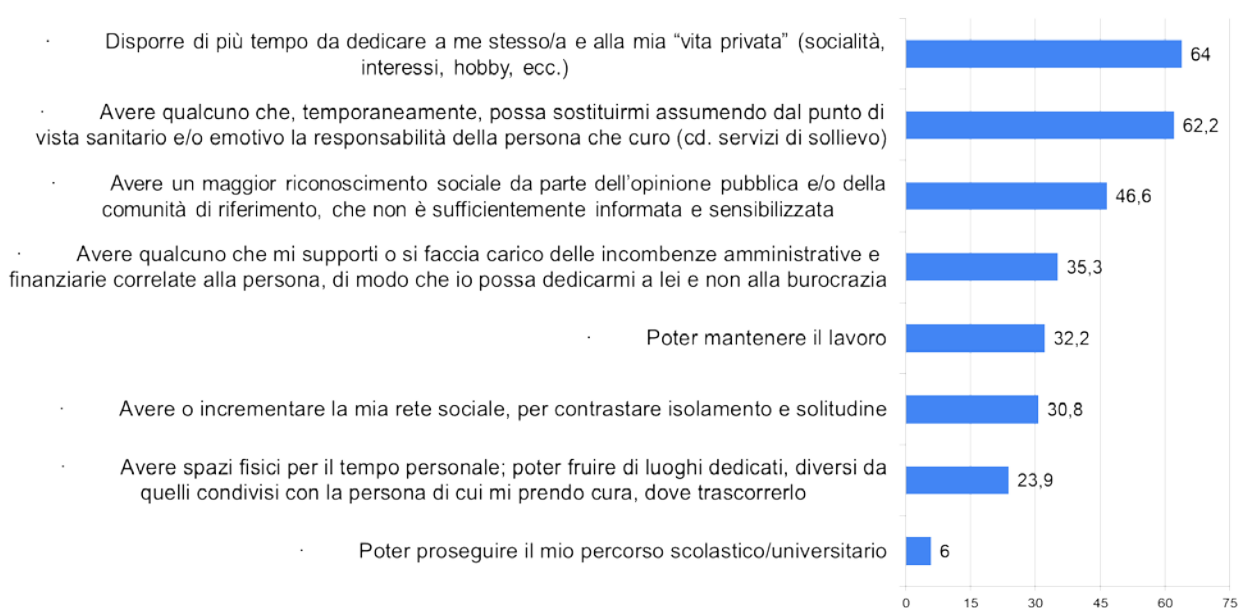 · Disporre di più tempo da dedicare a me stesso/a e alla mia “vita privata” (socialità,
interessi, hobby, ecc.)
64
· Avere qualcuno che, temporaneamente, possa sostituirmi assumendo dal punto di
vista sanitario e/o emotivo la responsabilità della persona che curo (cd. servizi di sollievo)
62,2
· Avere un maggior riconoscimento sociale da parte dell’opinione pubblica e/o della
comunità di riferimento, che non è sufficientemente informata e sensibilizzata
46,6
· Avere qualcuno che mi supporti o si faccia carico delle incombenze amministrative e
finanziarie correlate alla persona, di modo che io possa dedicarmi a lei e non alla burocrazia
35,3
· Poter mantenere il lavoro
32,2
· Avere o incrementare la mia rete sociale, per contrastare isolamento e solitudine
30,8
· Avere spazi fisici per il tempo personale; poter fruire di luoghi dedicati, diversi da
quelli condivisi con la persona di cui mi prendo cura, dove trascorrerlo
23,9
· Poter proseguire il mio percorso scolastico/universitario
6
0 15 30 45 60 75